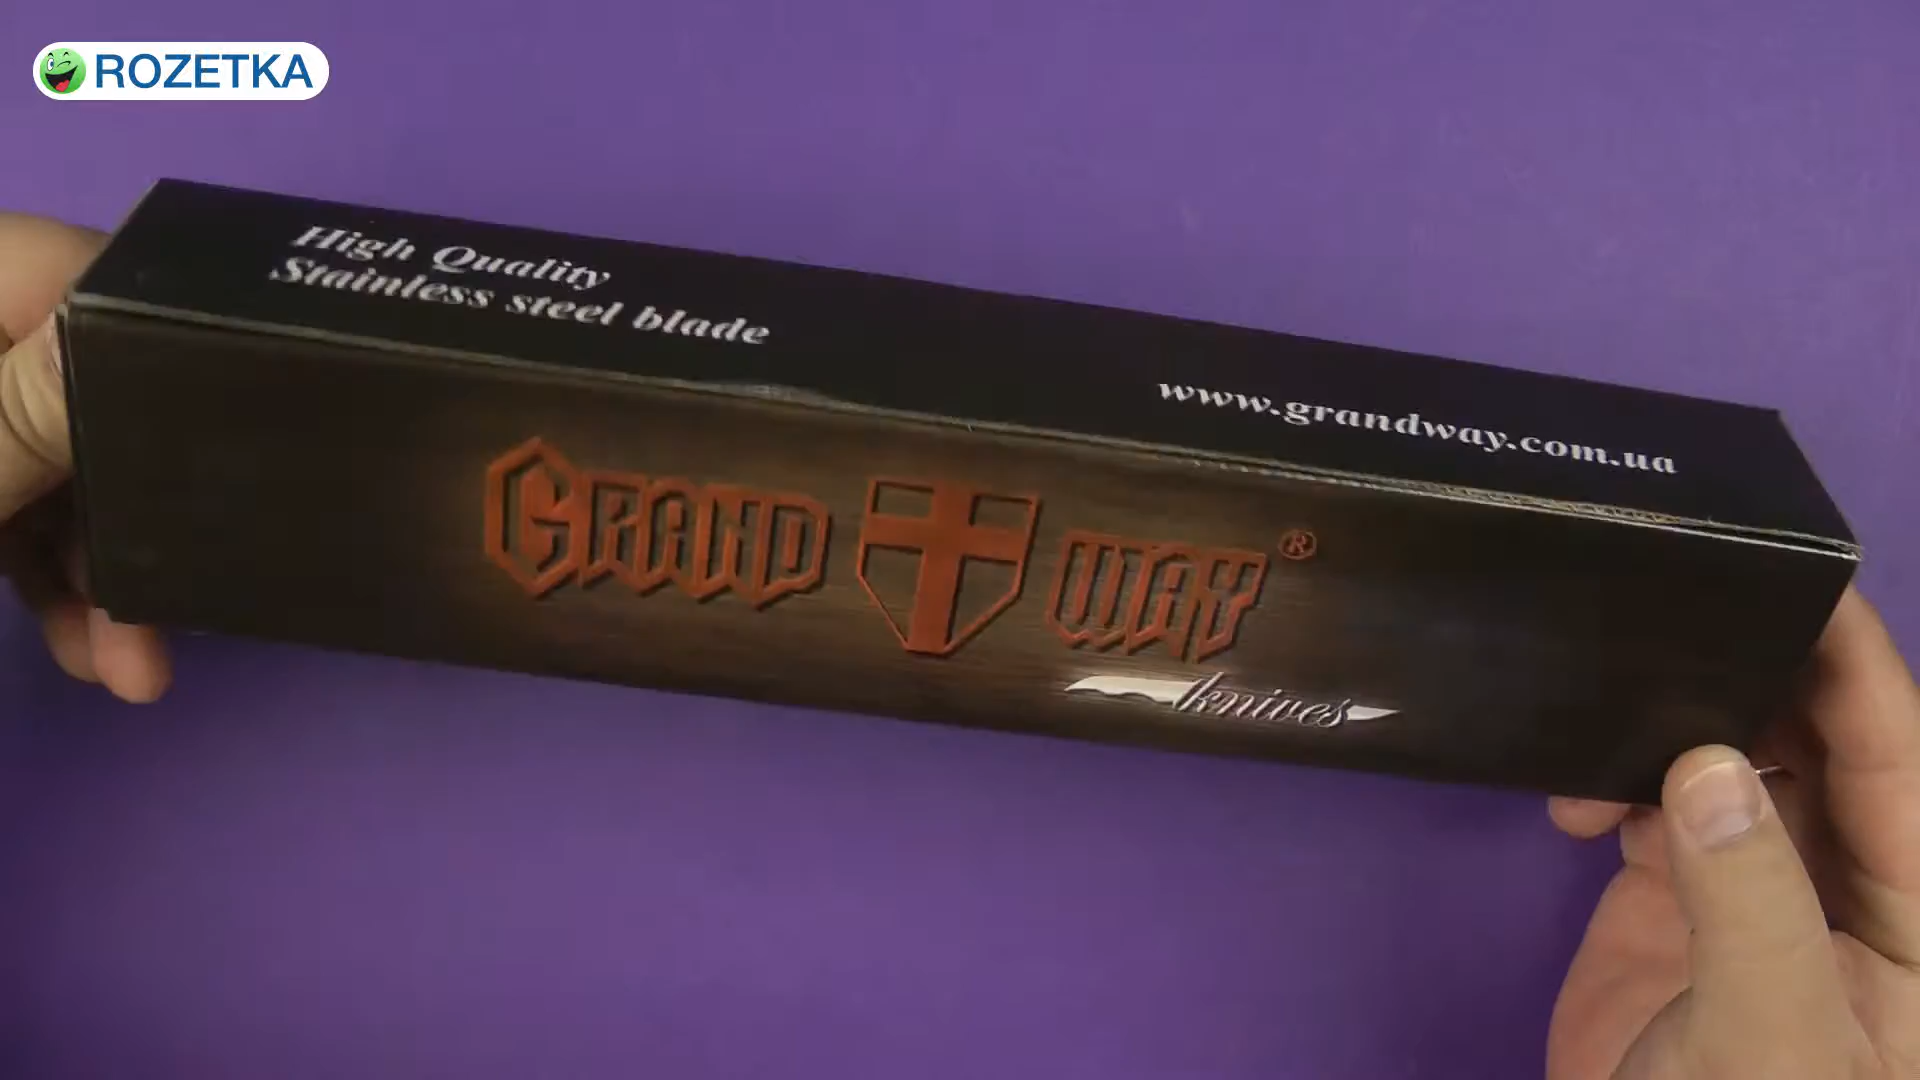 ROZETKA
High Quality
Stainless steel blade
www.grandway.com.ua
GRAND WAY®
knives